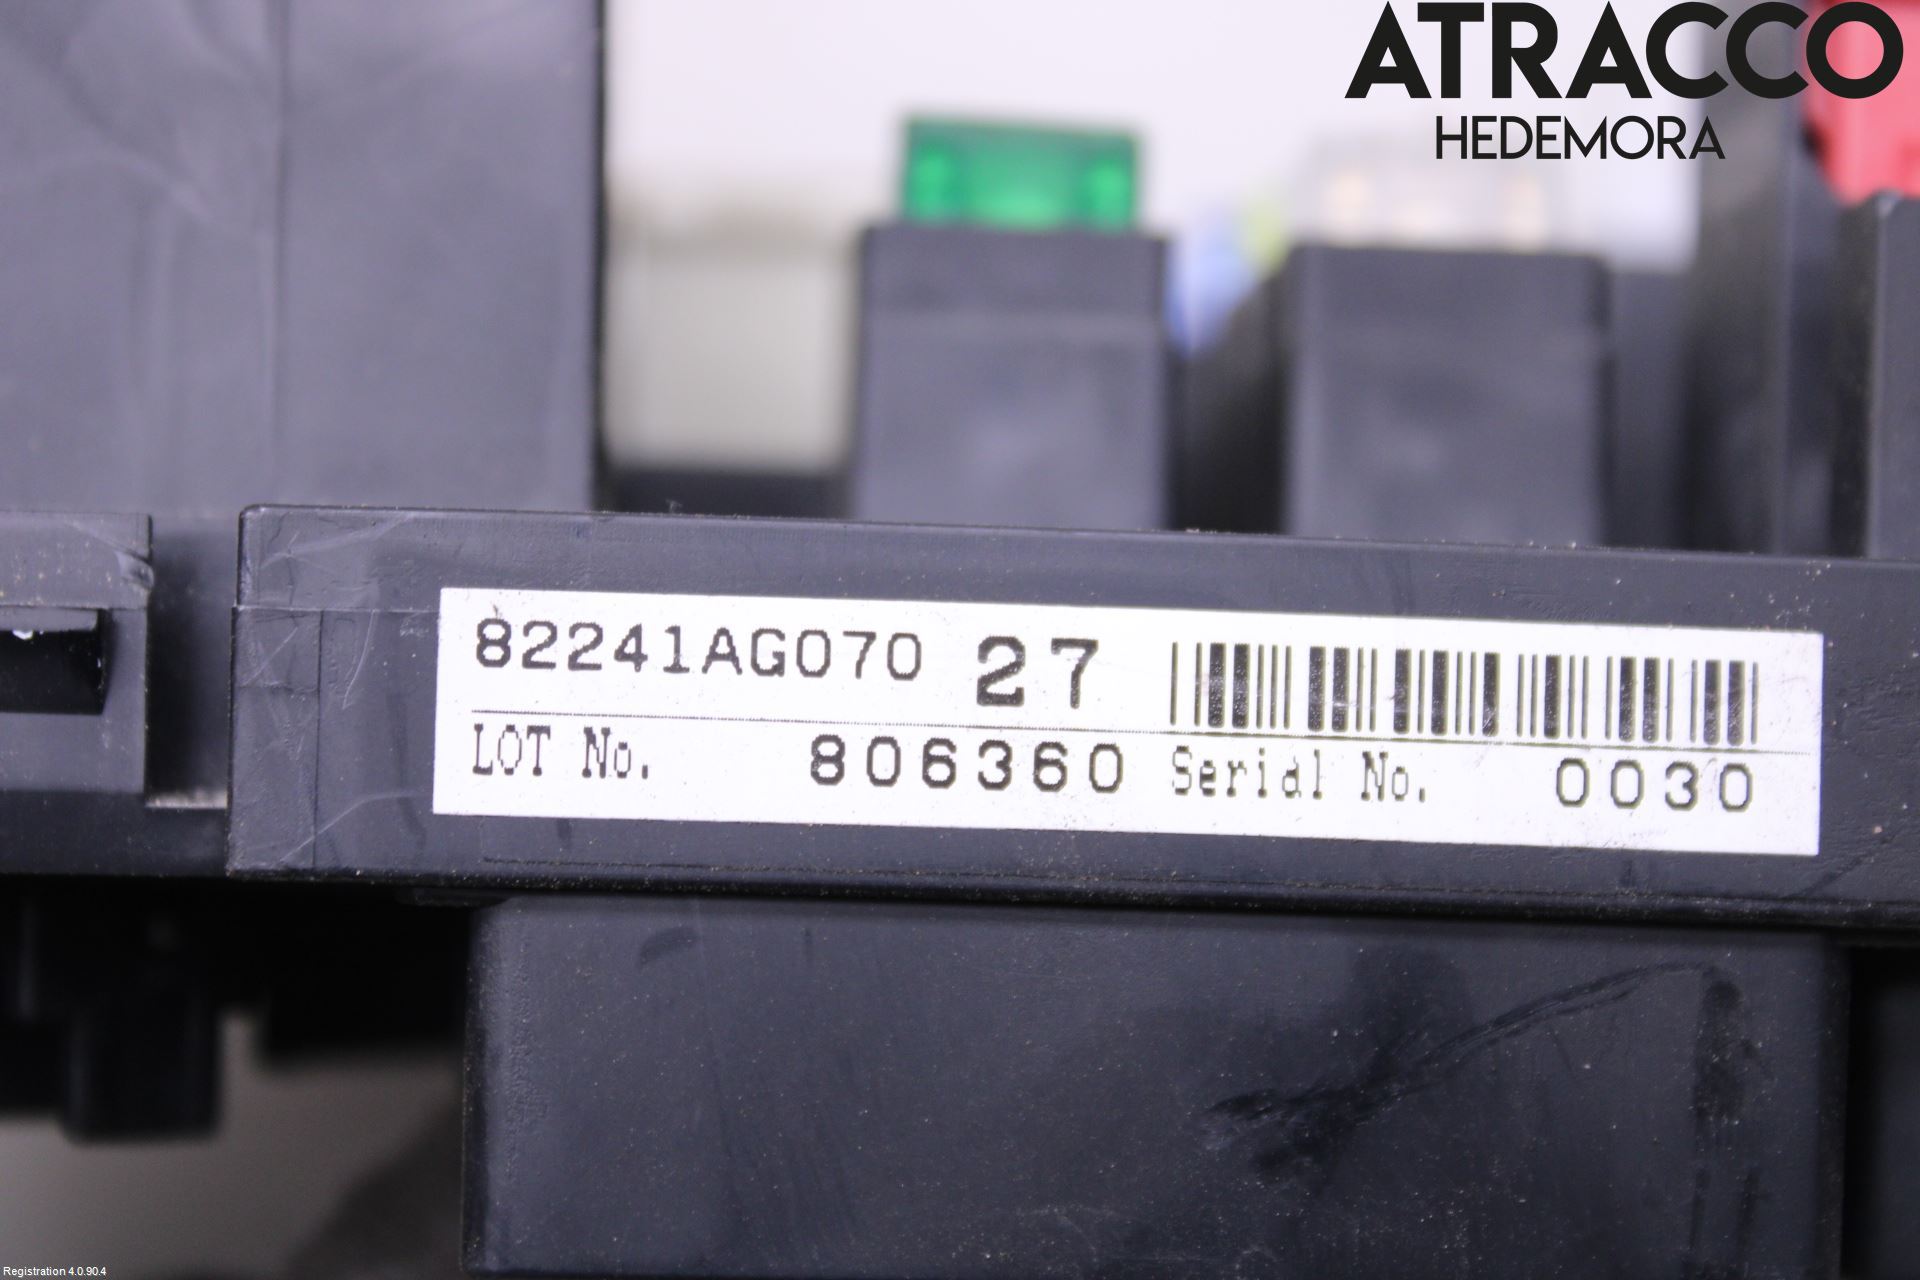 ATRACCO
HEDEMORA
82241AG070 27
LOT No. 806360 Serial No. 0030
Registration 4.0.90.4